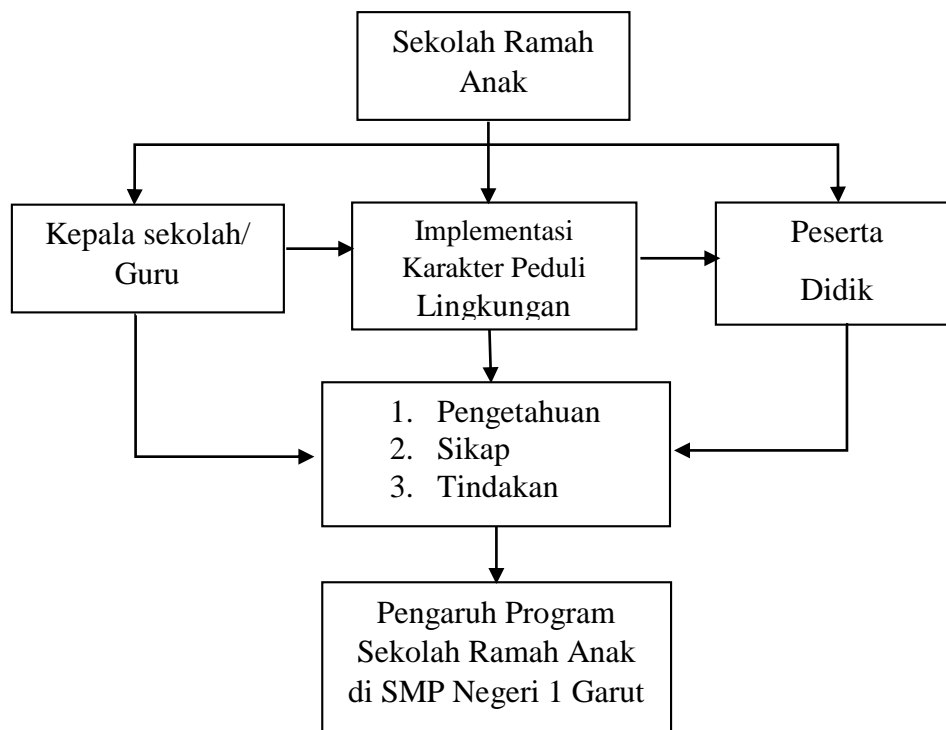 Sekolah Ramah
Anak
Kepala sekolah/
Guru
Implementasi
Karakter Peduli
Lingkungan
Peserta
Didik
1. Pengetahuan
2. Sikap
3. Tindakan
Pengaruh Program
Sekolah Ramah Anak
di SMP Negeri 1 Garut